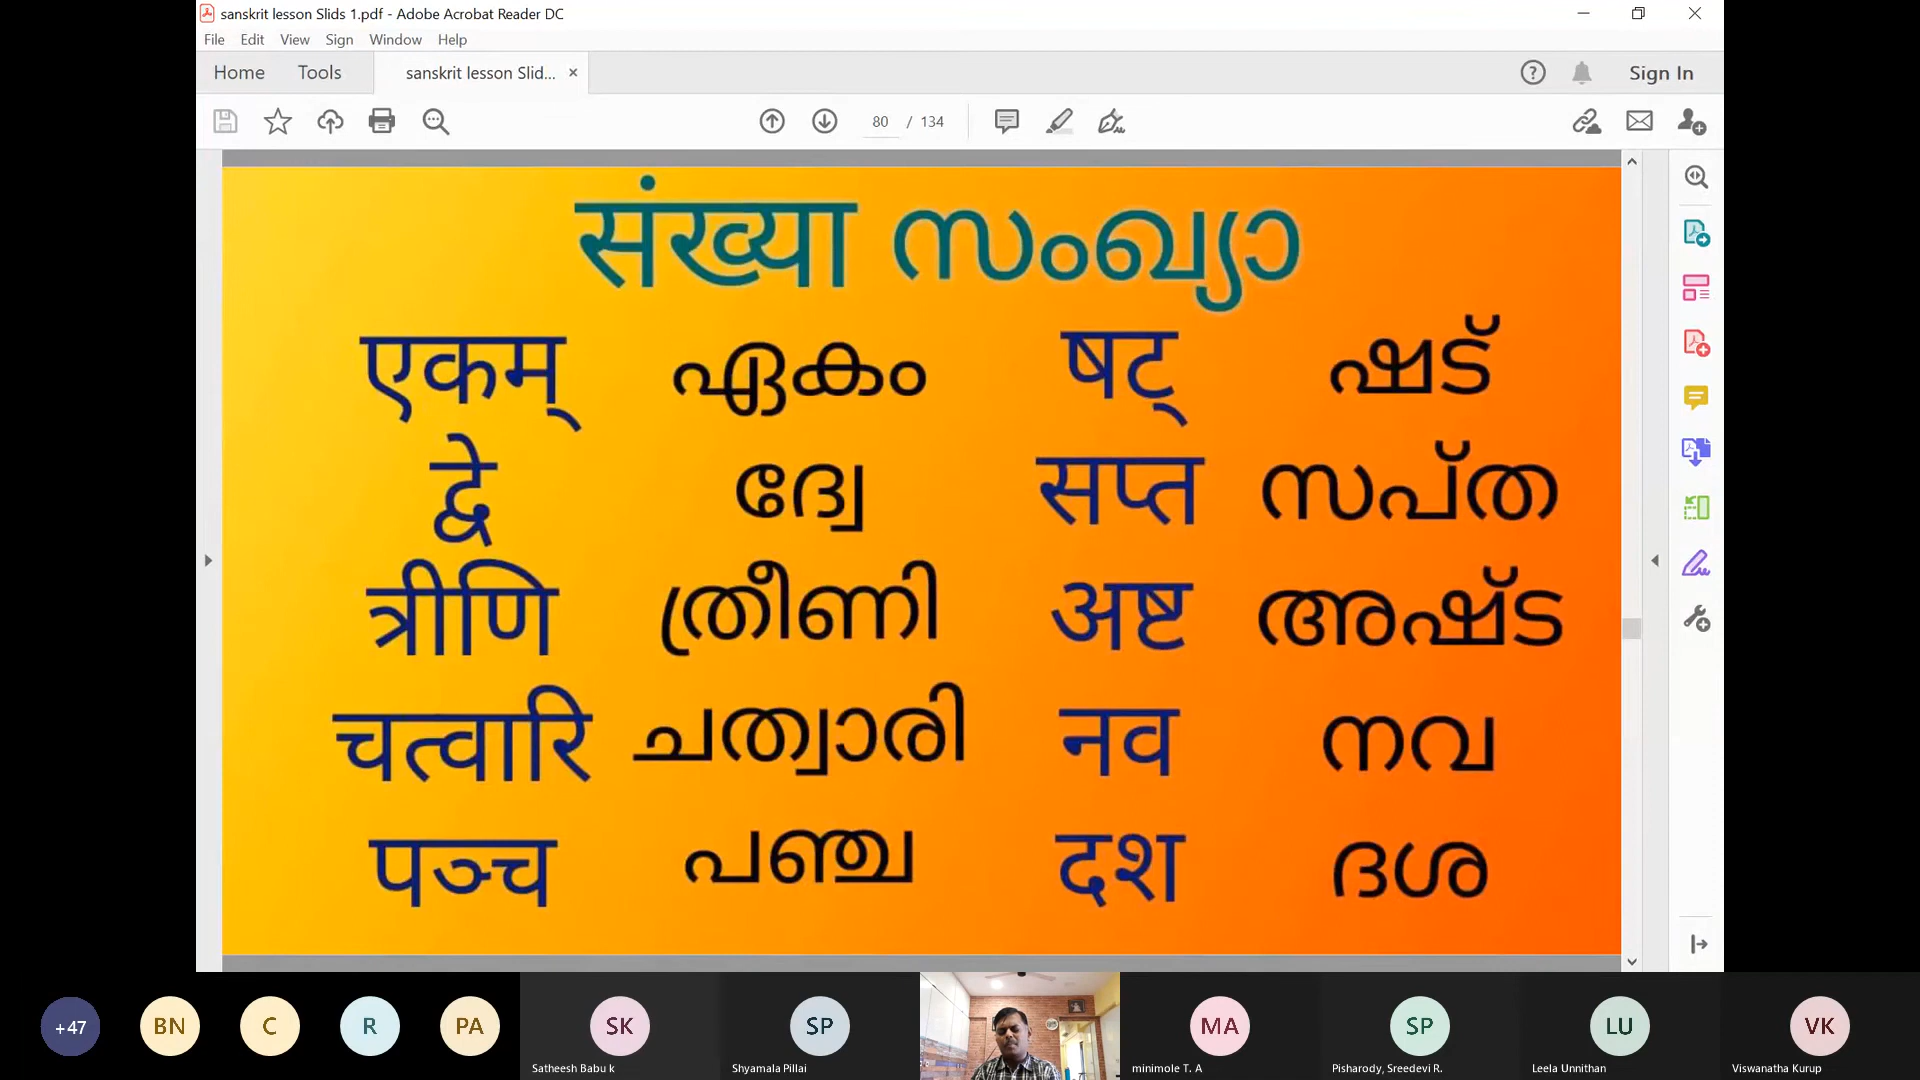 sanskrit lesson Slids 1.pdf - Adobe Acrobat Reader DC
File Edit View Sign Window Help
Home Tools sanskrit lesson Slid... × Sign In
80 / 134
संख्या സംഖ്യാ
एकम् ഏകം षट् ഷട്
द्वे ദ്വേ सप्त സപ്ത
त्रीणि ത്രീണി अष्ट അഷ്ട
चत्वारि ചത്വാരി नव നവ
पञ्च പഞ്ച दश ദശ
+47 BN C R PA SK SP MA SP LU VK
Satheesh Babu k Shyamala Pillai minimole T. A Pisharody, Sreedevi R. Leela Unnithan Viswanatha Kurup